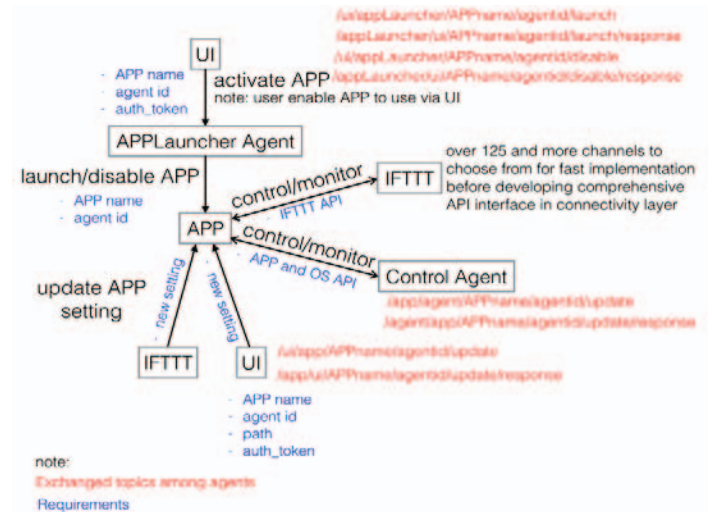 /ui/appLauncher/APPname/agentid/launch
/appLauncher/ui/APPname/agentid/launch/response
/ui/appLauncher/APPname/agentid/disable
/appLauncher/ui/APPname/agentid/disable/response
UI
- APP name
- agent id
- auth_token
activate APP
note: user enable APP to use via UI
APPLauncher Agent
launch/disable APP
- APP name
- agent id
control/monitor
- IFTTT API
IFTTT
over 125 and more channels to
choose from for fast implementation
before developing comprehensive
API interface in connectivity layer
APP
control/monitor
- APP and OS API
Control Agent
/app/agent/APPname/agentid/update
/agent/app/APPname/agentid/update/response
update APP
setting
- new setting
- new setting
IFTTT
UI
/ui/app/APPname/agentid/update
/app/ui/APPname/agentid/update/response
- APP name
- agent id
- path
- auth_token
note:
Exchanged topics among agents
Requirements